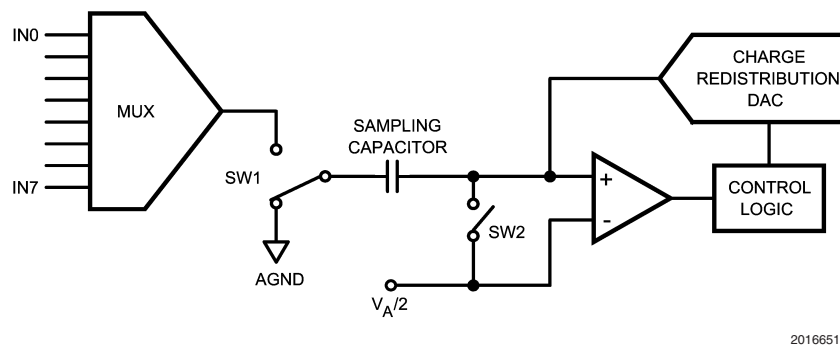 IN0
MUX
IN7
SW1
AGND
SAMPLING
CAPACITOR
SW2
VA/2
+
-
CHARGE
REDISTRIBUTION
DAC
CONTROL
LOGIC
2016651